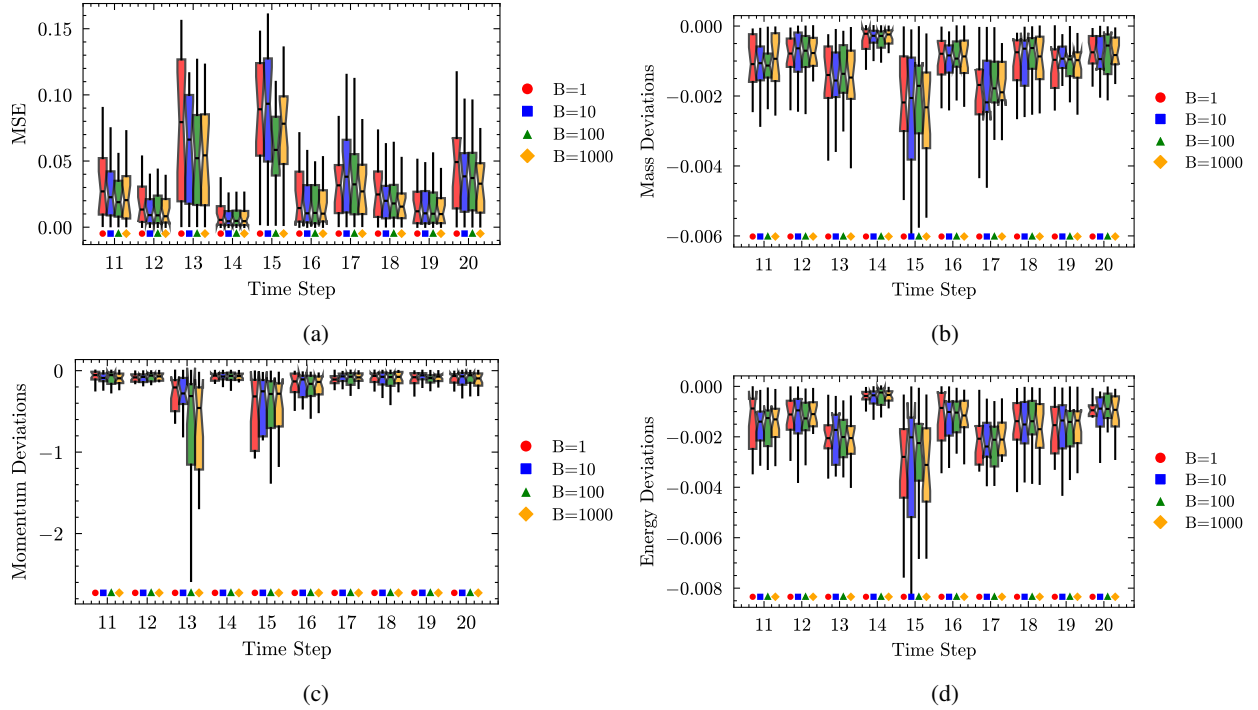 0.15
0.10
0.05
0.00
MSE
11 12 13 14 15 16 17 18 19 20
Time Step
B=1
B=10
B=100
B=1000
(a)
0.000
−0.002
−0.004
−0.006
Mass Deviations
11 12 13 14 15 16 17 18 19 20
Time Step
B=1
B=10
B=100
B=1000
(b)
0
−1
−2
Momentum Deviations
11 12 13 14 15 16 17 18 19 20
Time Step
B=1
B=10
B=100
B=1000
(c)
0.000
−0.002
−0.004
−0.006
−0.008
Energy Deviations
11 12 13 14 15 16 17 18 19 20
Time Step
B=1
B=10
B=100
B=1000
(d)